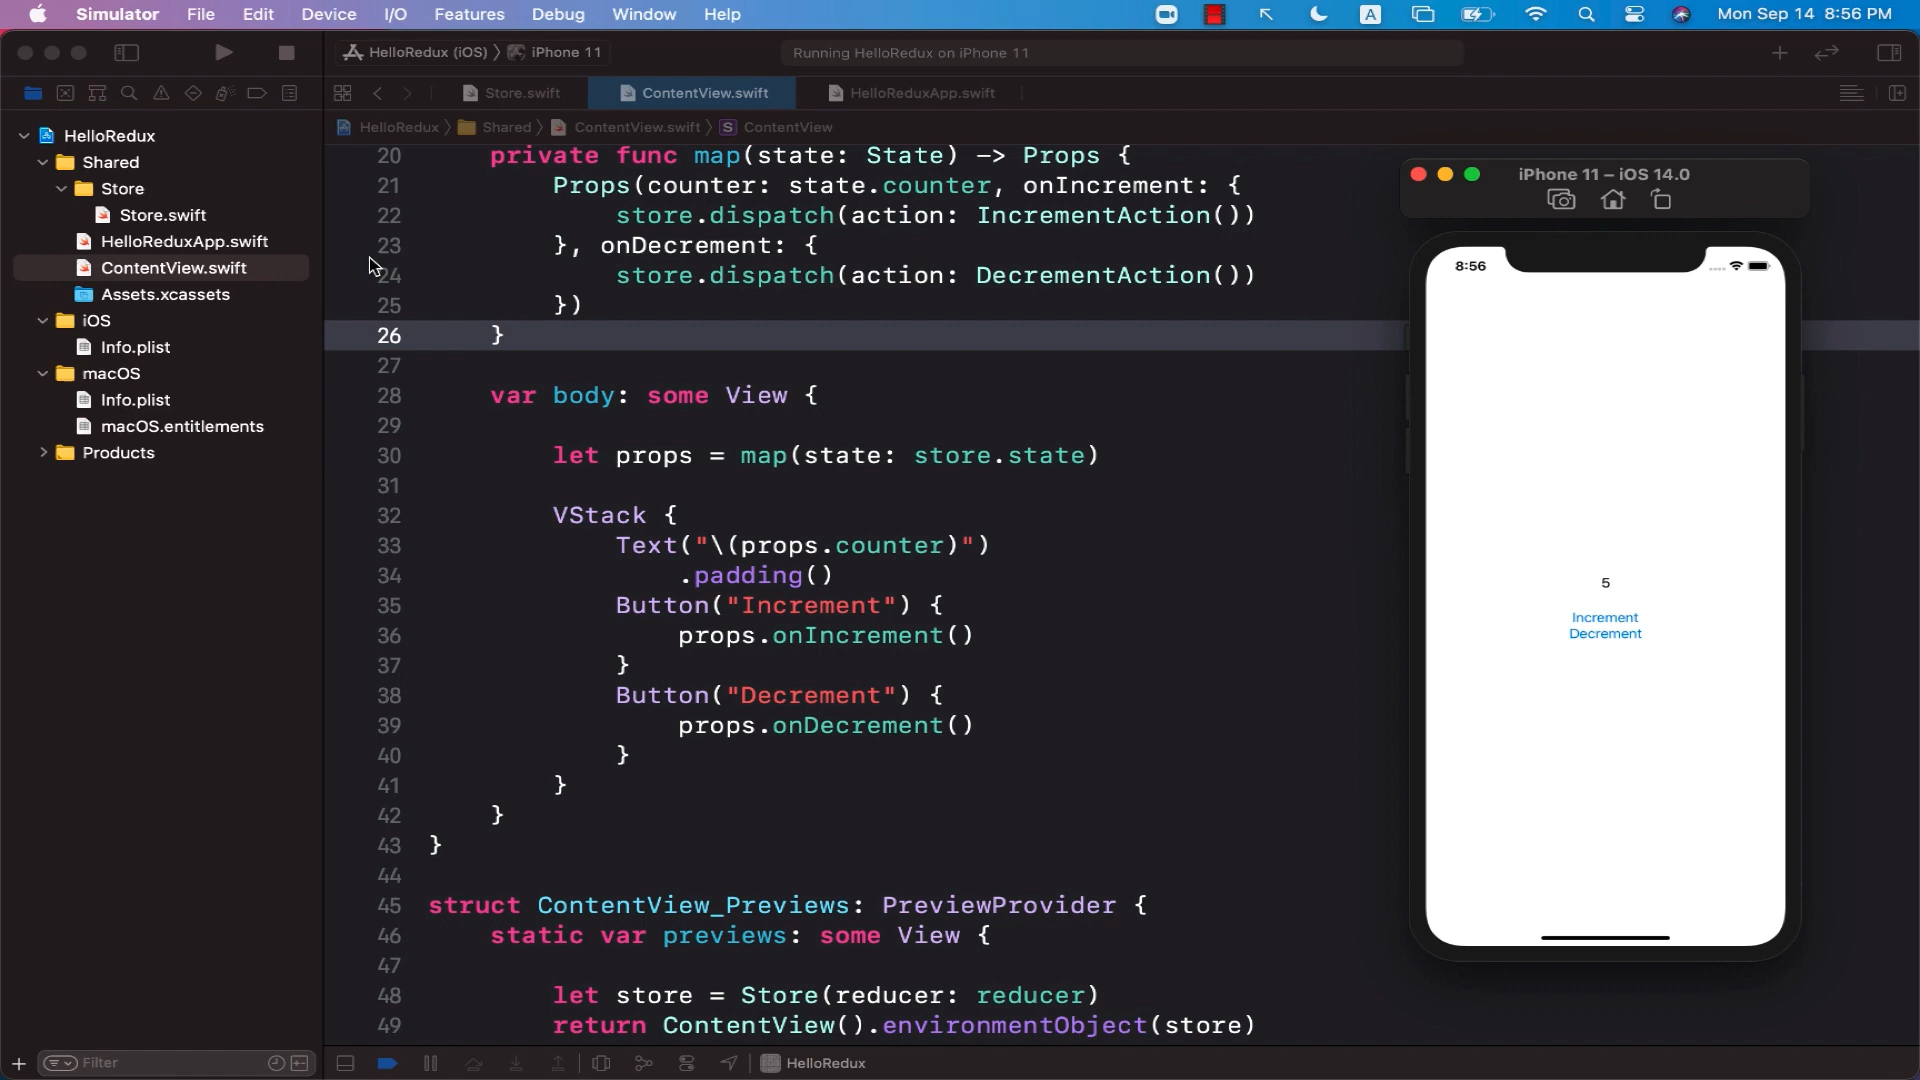 Simulator File Edit Device I/O Features Debug Window Help A Mon Sep 14 8:56 PM
HelloRedux (iOS) iPhone 11 Running HelloRedux on iPhone 11
Store.swift ContentView.swift HelloReduxApp.swift
HelloRedux Shared ContentView.swift S ContentView
HelloRedux
Shared
Store
Store.swift
HelloReduxApp.swift
ContentView.swift
Assets.xcassets
iOS
Info.plist
macOS
Info.plist
macOS.entitlements
Products
Filter
20 private func map(state: State) -> Props {
21 Props(counter: state.counter, onIncrement: {
22 store.dispatch(action: IncrementAction())
23 }, onDecrement: {
24 store.dispatch(action: DecrementAction())
25 })
26 }
27
28 var body: some View {
29
30 let props = map(state: store.state)
31
32 VStack {
33 Text("\(props.counter)")
34 .padding()
35 Button("Increment") {
36 props.onIncrement()
37 }
38 Button("Decrement") {
39 props.onDecrement()
40 }
41 }
42 }
43 }
44
45 struct ContentView_Previews: PreviewProvider {
46 static var previews: some View {
47
48 let store = Store(reducer: reducer)
49 return ContentView().environmentObject(store)
HelloRedux
iPhone 11 – iOS 14.0
8:56
5
Increment
Decrement